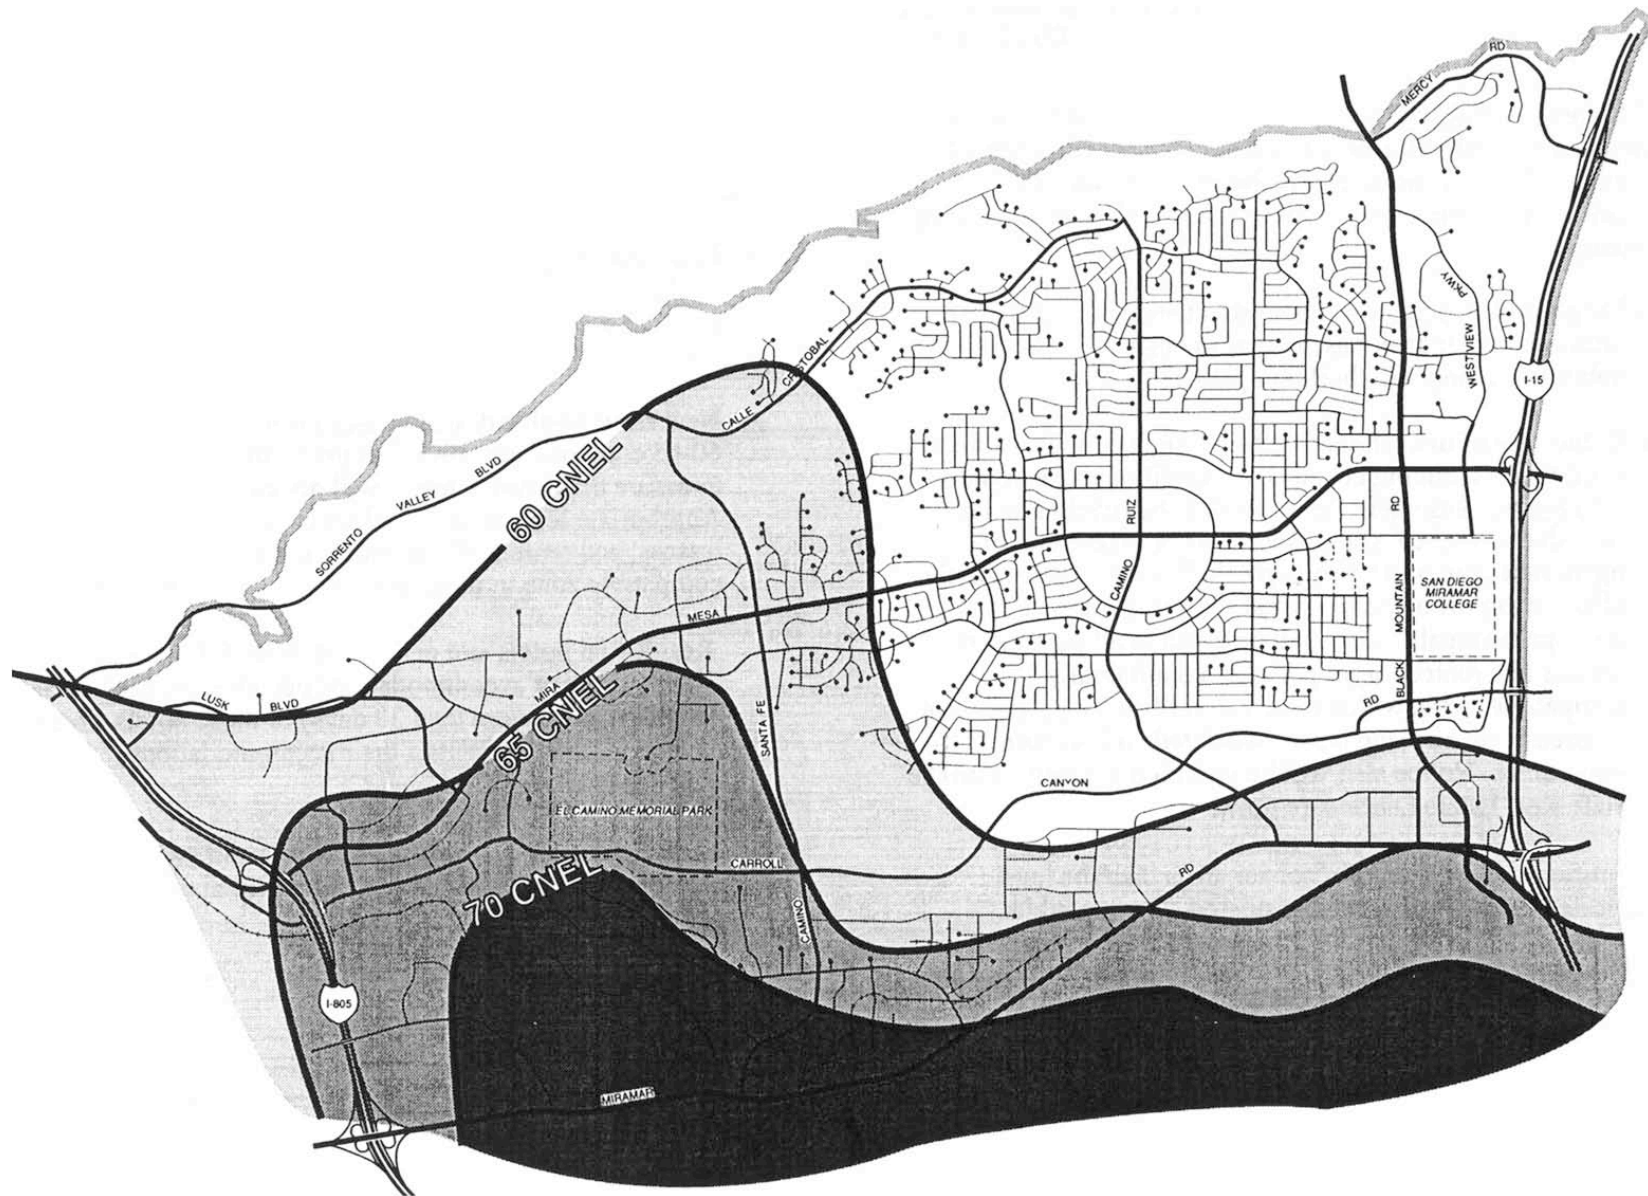 MERCY
RD
PKWY
WESTVIEW
I-15
CALLE
CRISTOBAL
SORRENTO
VALLEY
BLVD
60 CNEL
RUIZ
CAMINO
RD
MOUNTAIN
BLACK
SAN DIEGO
MIRAMAR
COLLEGE
MESA
MIRA
LUSK
BLVD
65 CNEL
SANTA FE
RD
CANYON
EL CAMINO MEMORIAL PARK
CARROLL
RD
70 CNEL
CAMINO
I-805
MIRAMAR